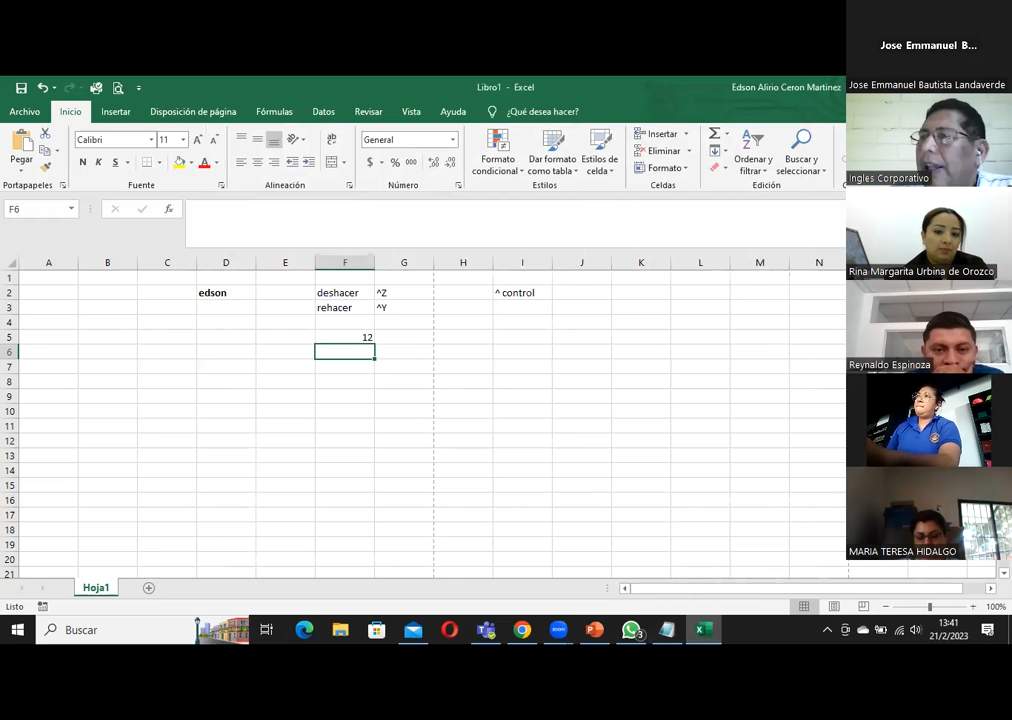 Jose Emmanuel B...
Jose Emmanuel Bautista Landaverde
Libro1 - Excel
Edson Alirio Ceron Martinez
Archivo Inicio Insertar Disposición de página Fórmulas Datos Revisar Vista Ayuda ¿Qué desea hacer?
Pegar
Calibri 11
N K S
General
$ % 000
Formato condicional
Dar formato como tabla
Estilos de celda
Insertar
Eliminar
Formato
Ordenar y filtrar
Buscar y seleccionar
Portapapeles Fuente Alineación Número Estilos Celdas Edición
Ingles Corporativo
F6
fx
A B C D E F G H I J K L M N
1
2 edson deshacer ^Z ^ control
3 rehacer ^Y
4
5 12
6
7
8
9
10
11
12
13
14
15
16
17
18
19
20
21
Rina Margarita Urbina de Orozco
Reynaldo Espinoza
MARIA TERESA HIDALGO
Hoja1
Listo
100%
Buscar
zoom
3
13:41
21/2/2023